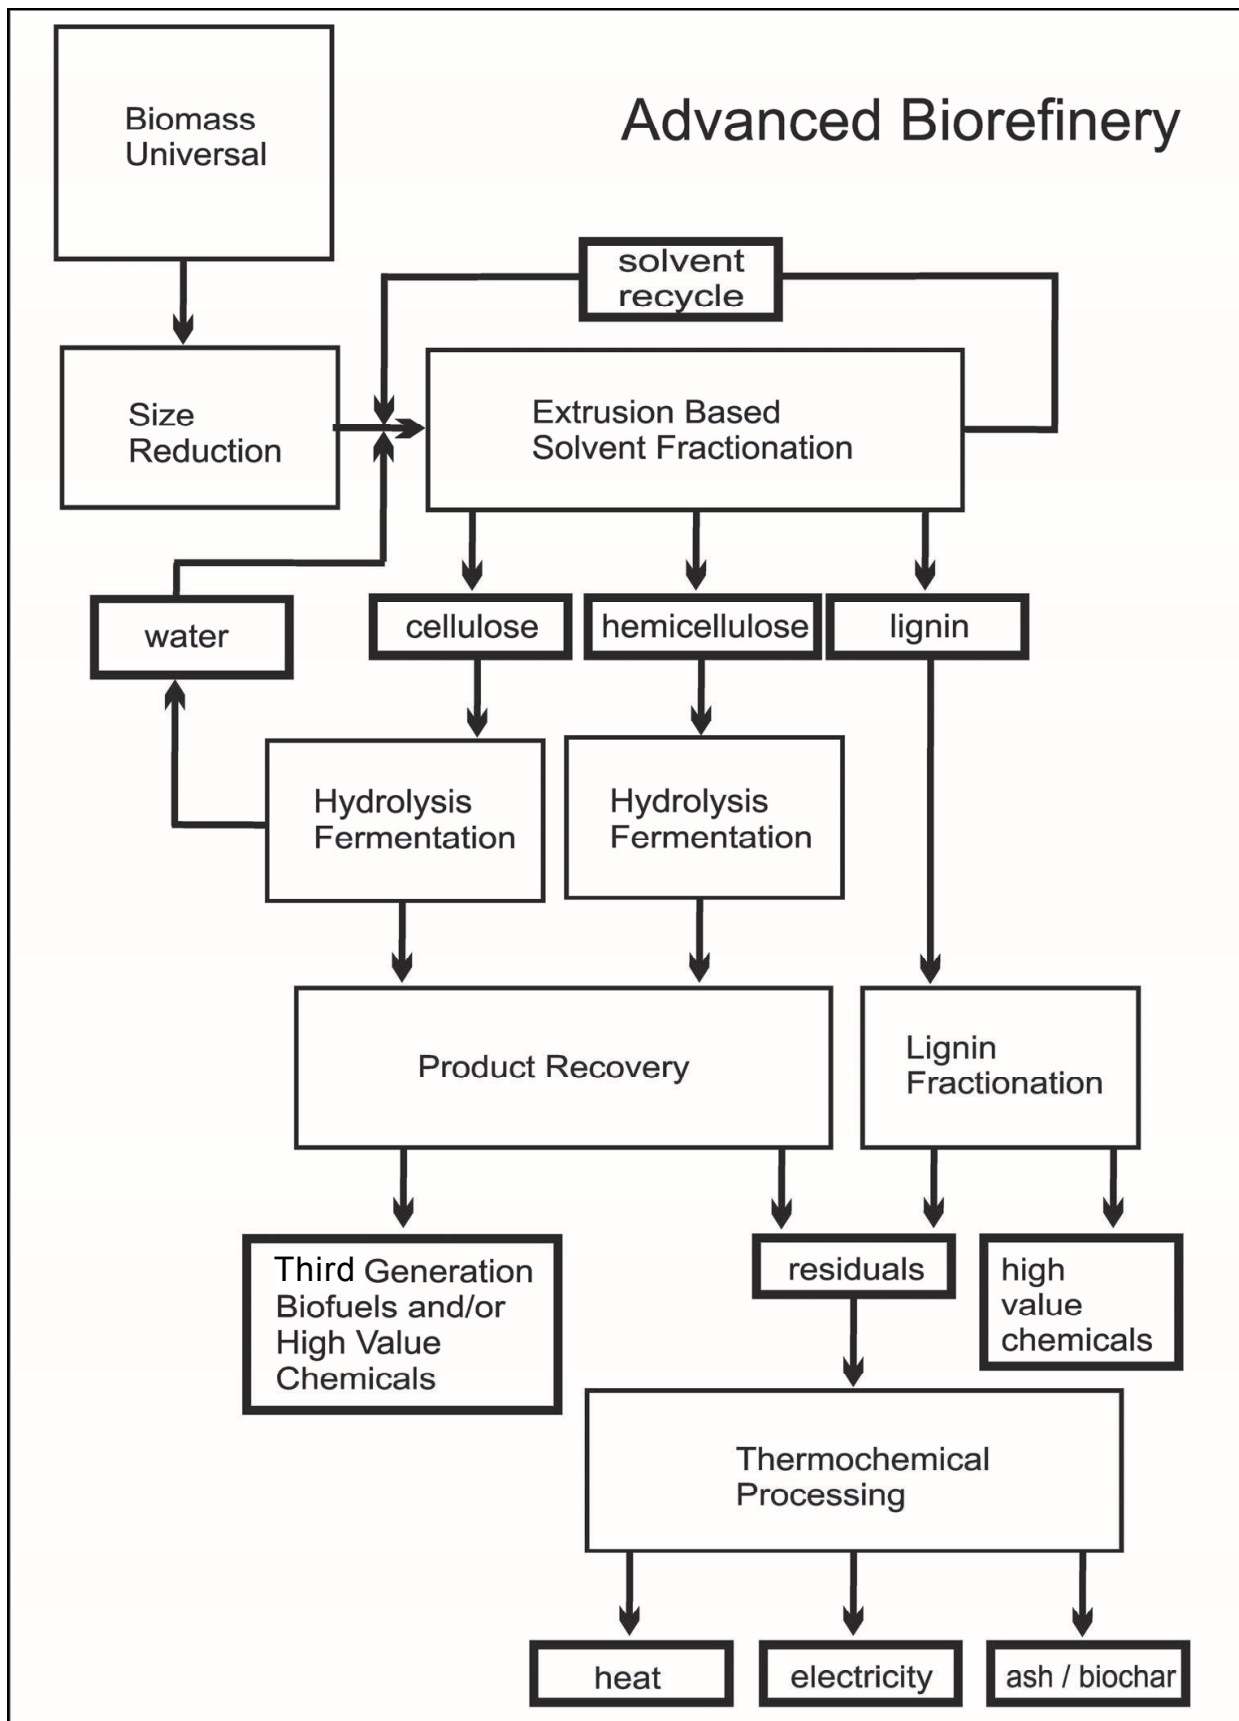 Biomass
Universal
Advanced Biorefinery
solvent
recycle
Size
Reduction
Extrusion Based
Solvent Fractionation
water
cellulose
hemicellulose
lignin
Hydrolysis
Fermentation
Hydrolysis
Fermentation
Product Recovery
Lignin
Fractionation
Third Generation
Biofuels and/or
High Value
Chemicals
residuals
high
value
chemicals
Thermochemical
Processing
heat
electricity
ash / biochar